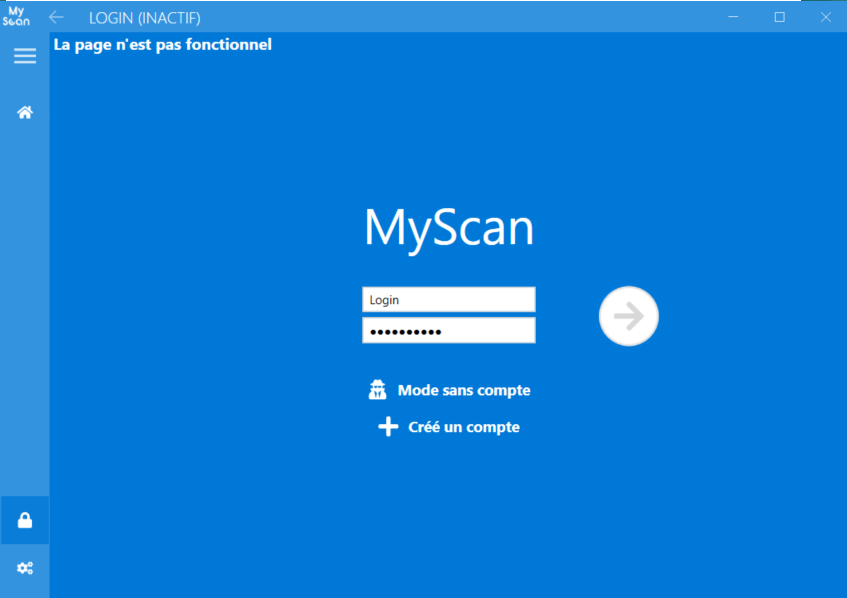 My
Scan
LOGIN (INACTIF)
La page n'est pas fonctionnel
MyScan
Login
●●●●●●●●●●
Mode sans compte
Créé un compte